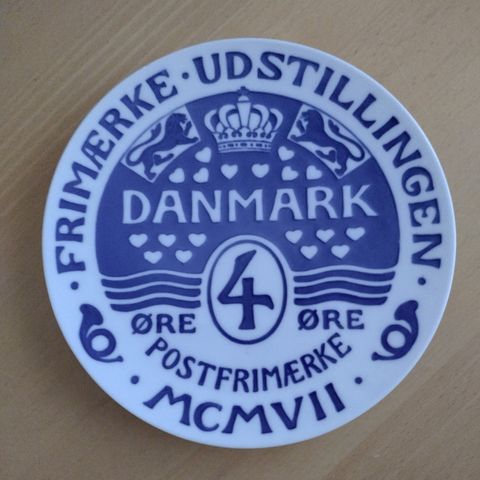 FRIMÆRKE · UDSTILLINGEN
DANMARK
ØRE 4 ØRE
POSTFRIMÆRKE
· MCMVII ·